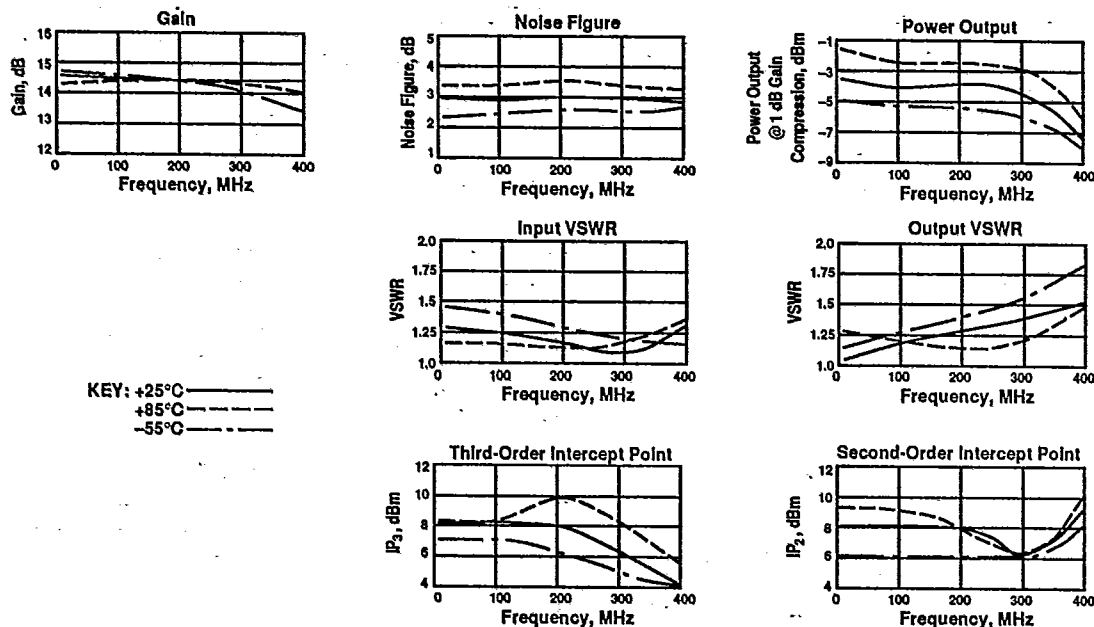 Gain
Gain, dB
16
15
14
13
12
0 100 200 300 400
Frequency, MHz
Noise Figure
Noise Figure, dB
5
4
3
2
1
0 100 200 300 400
Frequency, MHz
Power Output
Power Output
@ 1 dB Gain
Compression, dBm
–1
–3
–5
–7
–9
0 100 200 300 400
Frequency, MHz
Input VSWR
VSWR
2.0
1.75
1.5
1.25
1.0
0 100 200 300 400
Frequency, MHz
Output VSWR
VSWR
2.0
1.75
1.5
1.25
1.0
0 100 200 300 400
Frequency, MHz
KEY: +25°C
+85°C
–55°C
Third-Order Intercept Point
IP3, dBm
12
10
8
6
4
0 100 200 300 400
Frequency, MHz
Second-Order Intercept Point
IP2, dBm
12
10
8
6
4
0 100 200 300 400
Frequency, MHz